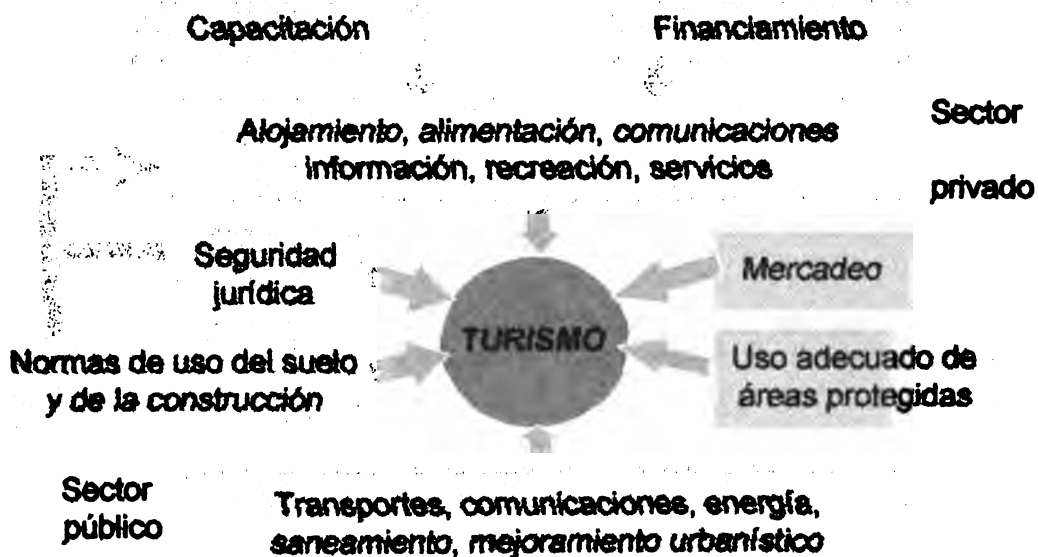 Capacitación
Financiamiento
Alojamiento, alimentación, comunicaciones
información, recreación, servicios
Sector
privado
Seguridad
jurídica
Mercadeo
TURISMO
Normas de uso del suelo
y de la construcción
Uso adecuado de
áreas protegidas
Sector
público
Transportes, comunicaciones, energía,
saneamiento, mejoramiento urbanístico